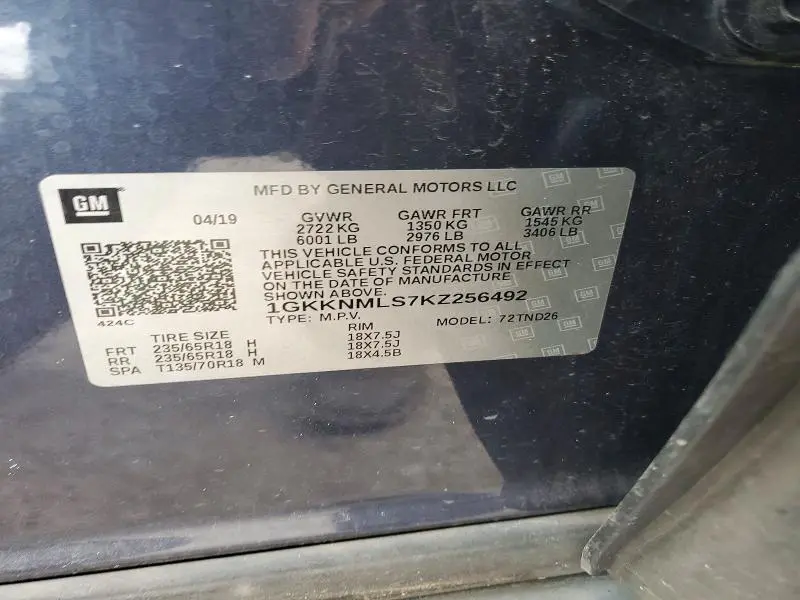 GM
MFD BY GENERAL MOTORS LLC
04/19 GVWR GAWR FRT GAWR RR
2722 KG 1350 KG 1545 KG
6001 LB 2976 LB 3406 LB
THIS VEHICLE CONFORMS TO ALL
APPLICABLE U.S. FEDERAL MOTOR
VEHICLE SAFETY STANDARDS IN EFFECT
ON THE DATE OF MANUFACTURE
SHOWN ABOVE.
1GKKNMLS7KZ256492
424C
TYPE: M.P.V. MODEL: 72TND26
TIRE SIZE RIM
FRT 235/65R18 H 18X7.5J
RR 235/65R18 H 18X7.5J
SPA T135/70R18 M 18X4.5B